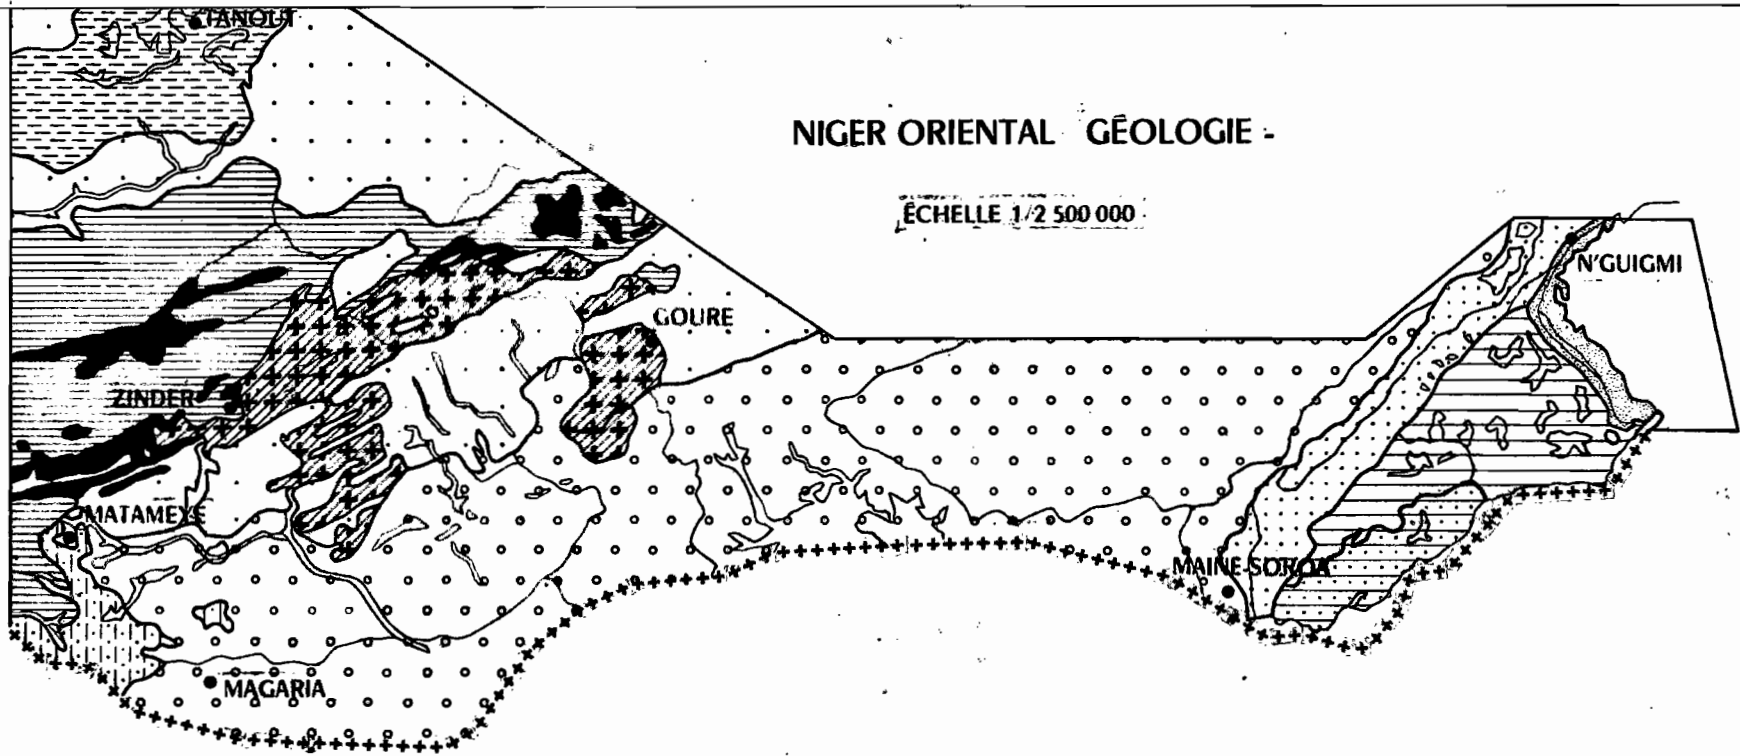 TANOUT
NIGER ORIENTAL GÉOLOGIE -
ÉCHELLE 1/2 500 000
N'GUIGMI
GOURE
ZINDER
MATAMEYE
MAINE-SOROA
MAGARIA